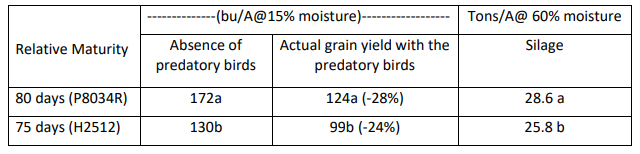 --------------(bu/A@15% moisture)------------------ Tons/A@ 60% moisture
Relative Maturity
Absence of
predatory birds
Actual grain yield with the
predatory birds
Silage
80 days (P8034R) 172a 124a (-28%) 28.6 a
75 days (H2512) 130b 99b (-24%) 25.8 b